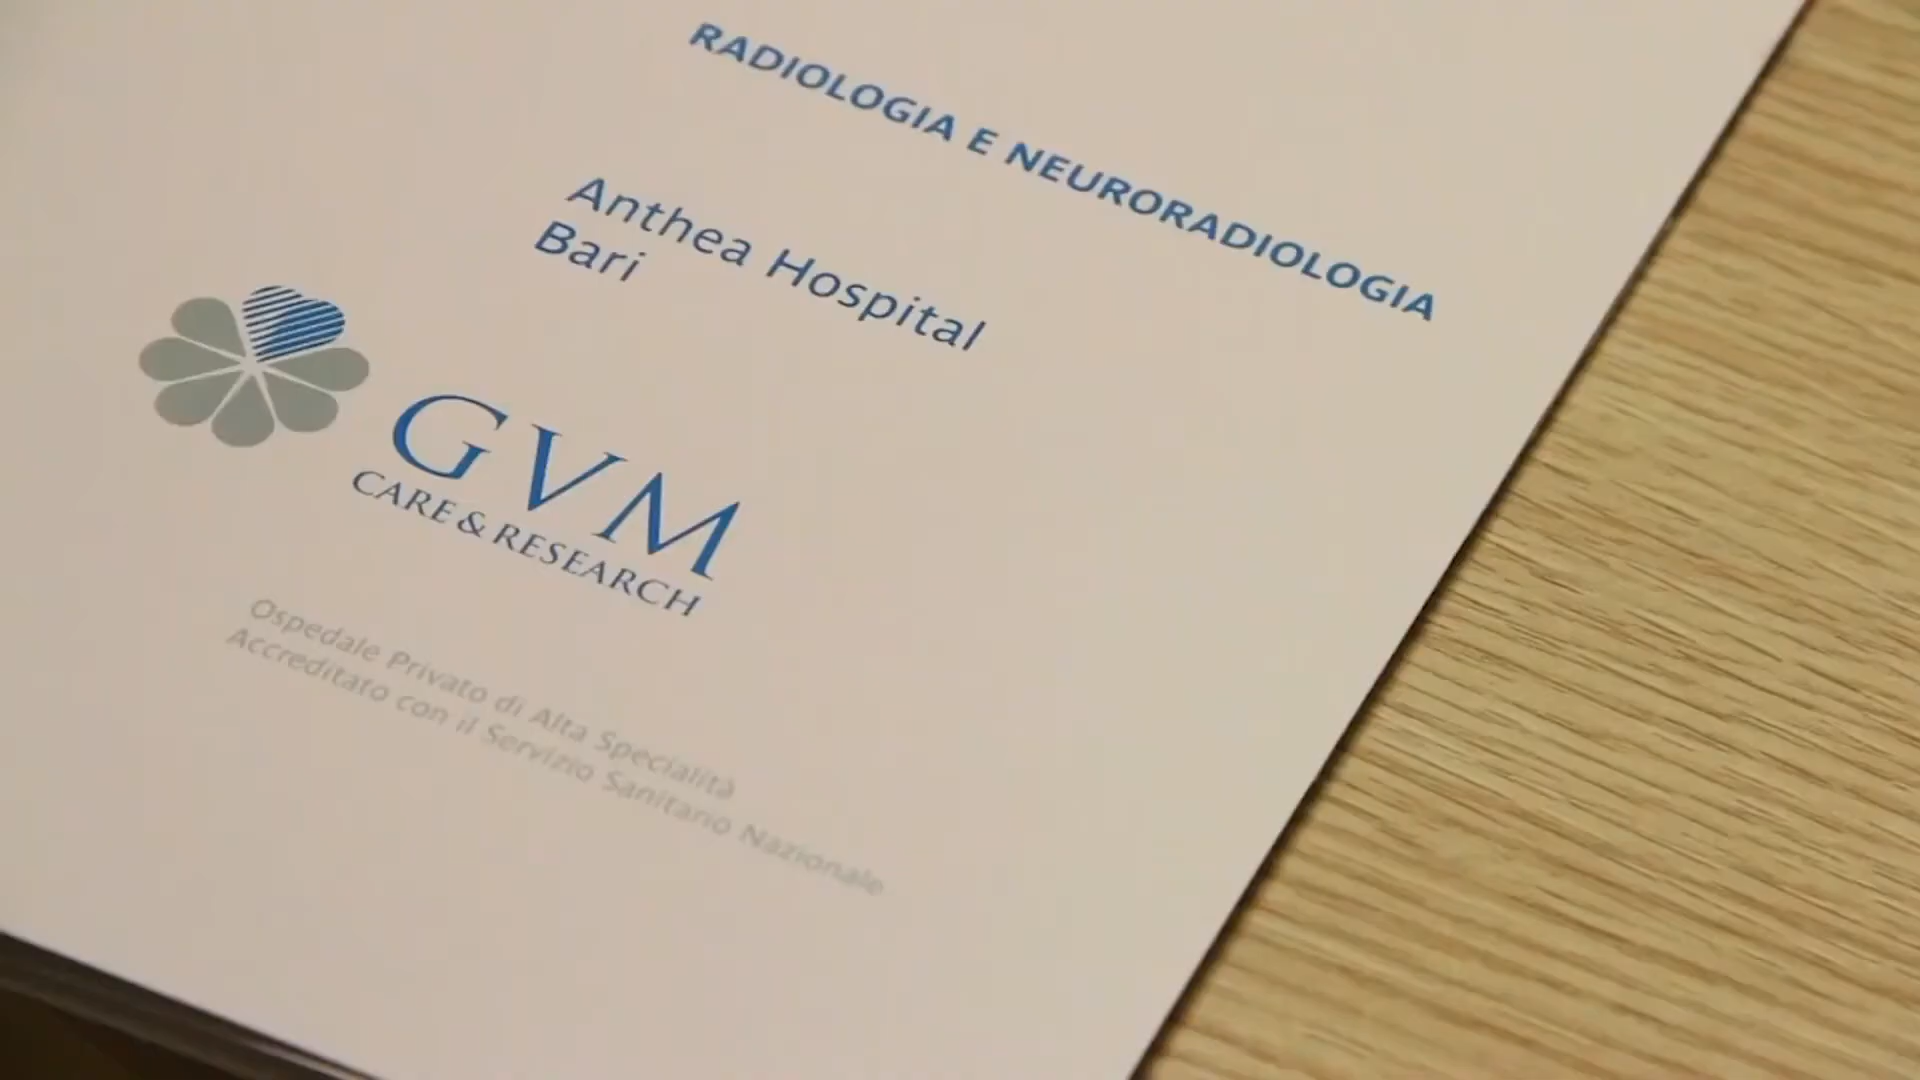 RADIOLOGIA E NEURORADIOLOGIA
Anthea Hospital
Bari
GVM
CARE & RESEARCH
Ospedale Privato di Alta Specialità
Accreditato con il Servizio Sanitario Nazionale